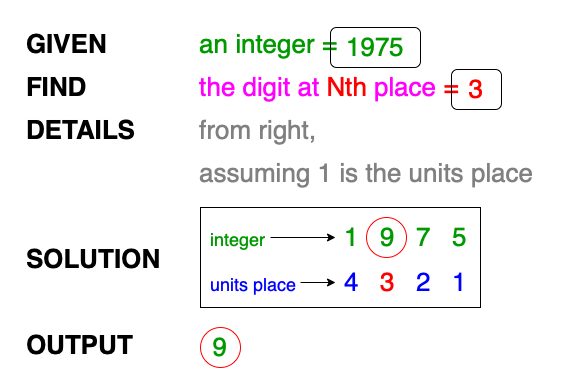 GIVEN an integer = 1975
FIND the digit at Nth place = 3
DETAILS from right,
assuming 1 is the units place
SOLUTION
integer 1 9 7 5
units place 4 3 2 1
OUTPUT 9